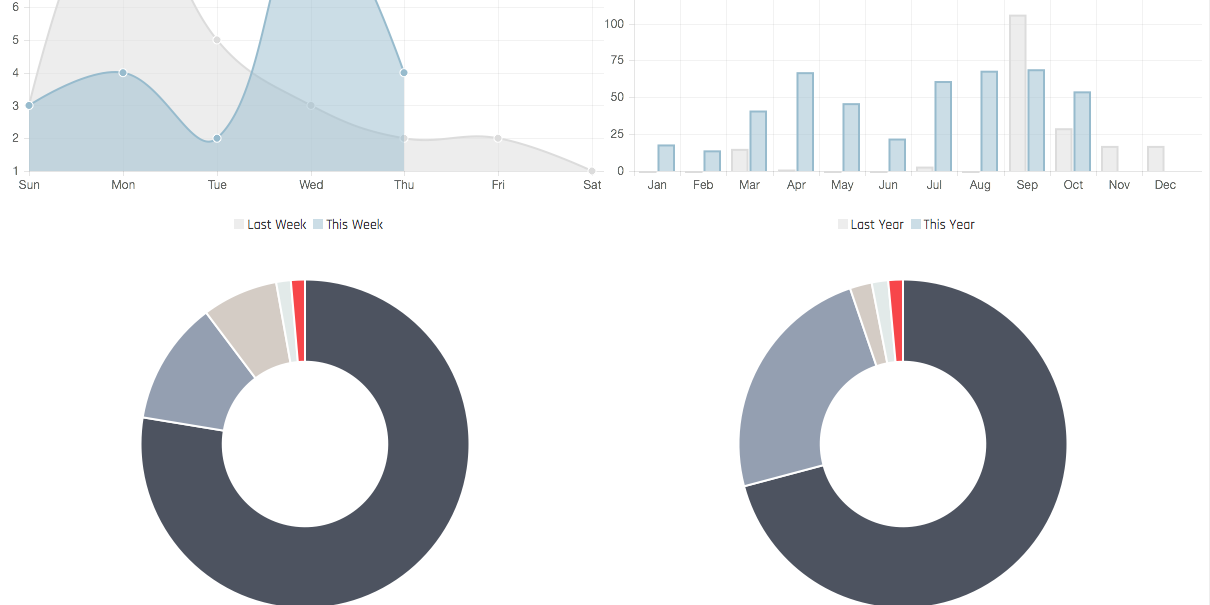 6
5
4
3
2
1
Sun Mon Tue Wed Thu Fri Sat
Last Week This Week
100
75
50
25
0
Jan Feb Mar Apr May Jun Jul Aug Sep Oct Nov Dec
Last Year This Year